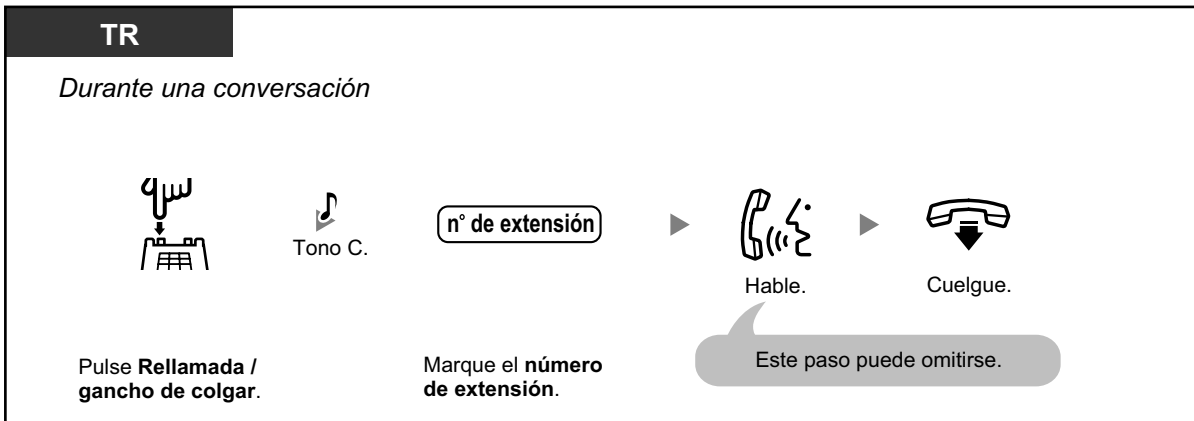 TR
Durante una conversación
Tono C.
n° de extensión
Hable.
Cuelgue.
Pulse Rellamada /
gancho de colgar.
Marque el número
de extensión.
Este paso puede omitirse.